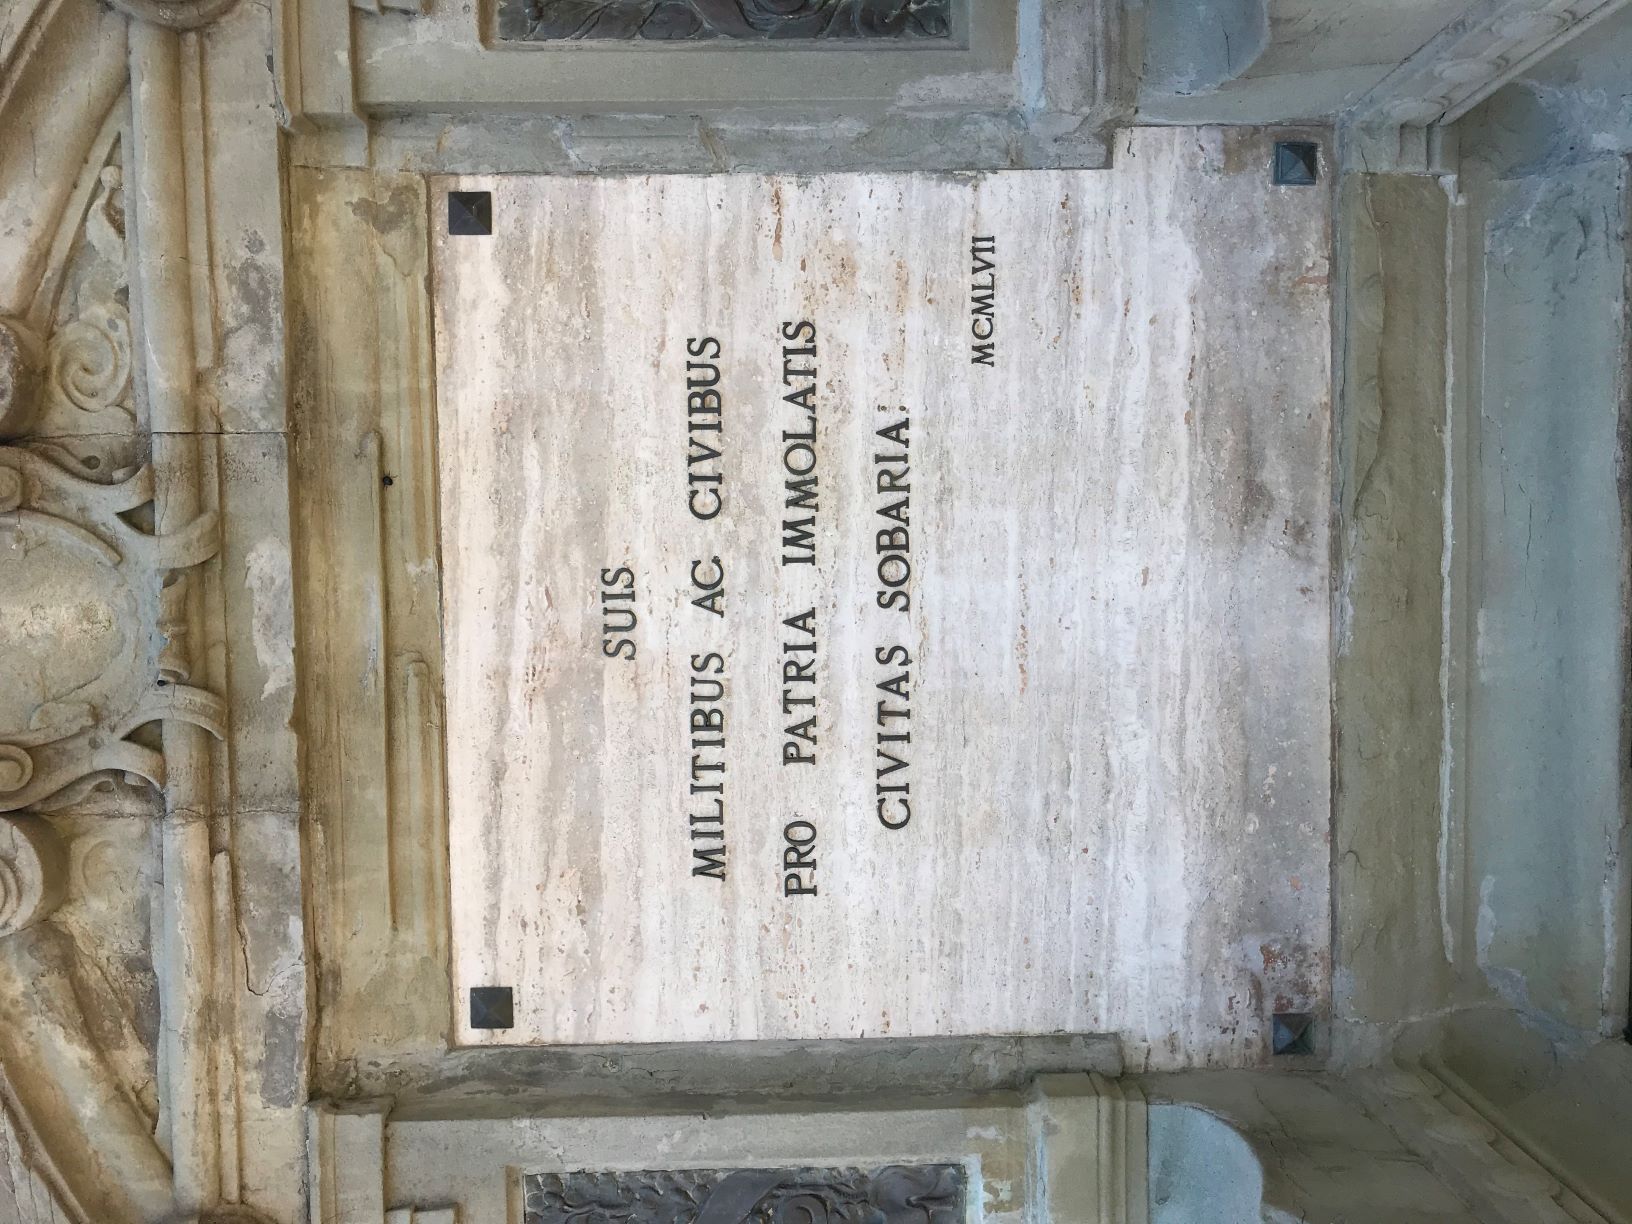 SUIS
MILITIBUS AC CIVIBUS
PRO PATRIA IMMOLATIS
CIVITAS SOBARIA:
MCMLVII